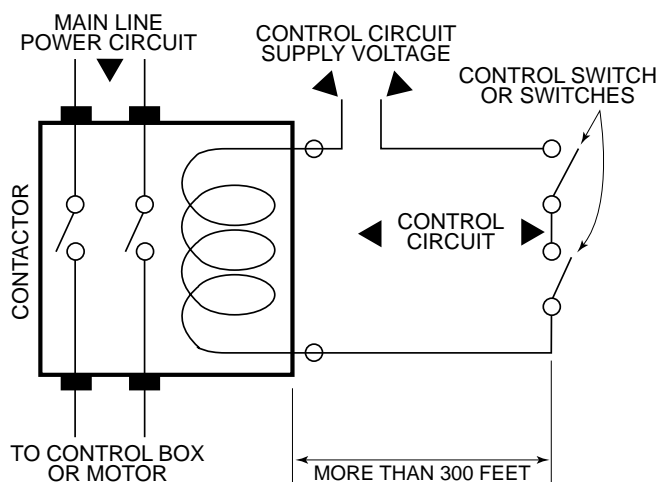 MAIN LINE
POWER CIRCUIT
CONTROL CIRCUIT
SUPPLY VOLTAGE
CONTROL SWITCH
OR SWITCHES
CONTACTOR
CONTROL
CIRCUIT
TO CONTROL BOX
OR MOTOR
MORE THAN 300 FEET